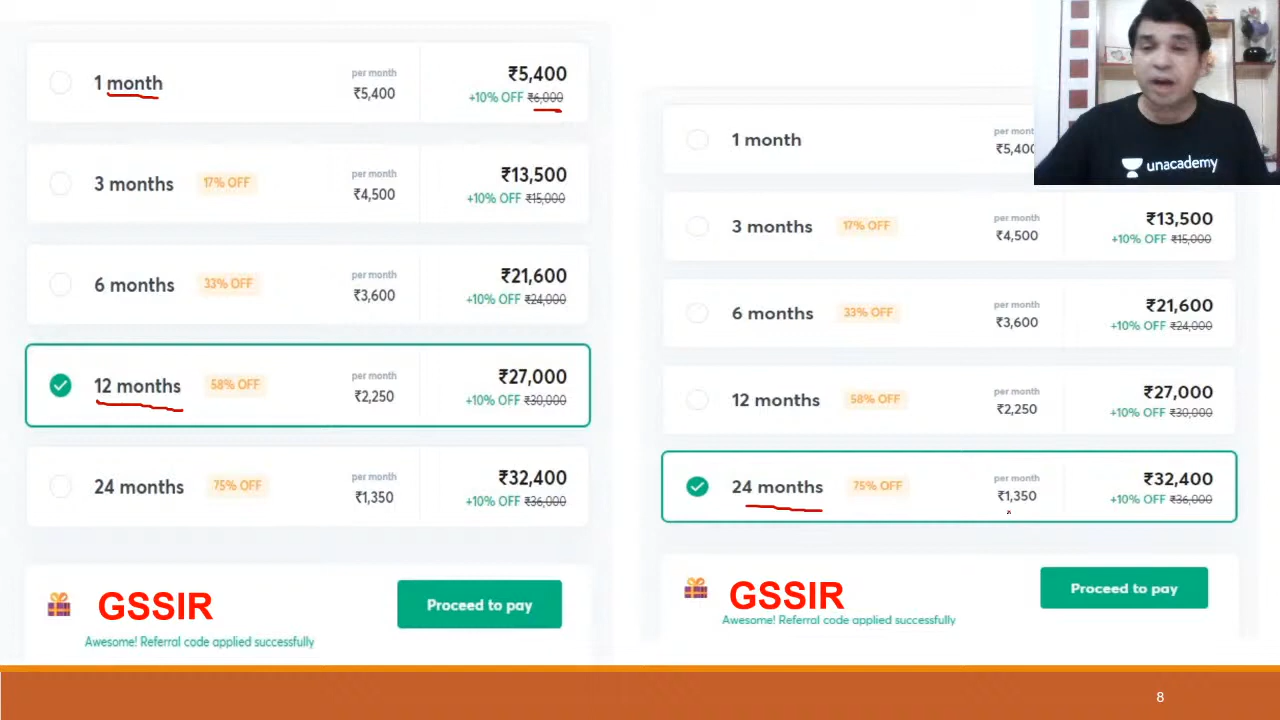 1 month
per month
₹5,400
₹5,400
+10% OFF ₹6,000
3 months 17% OFF
per month
₹4,500
₹13,500
+10% OFF ₹15,000
6 months 33% OFF
per month
₹3,600
₹21,600
+10% OFF ₹24,000
12 months 58% OFF
per month
₹2,250
₹27,000
+10% OFF ₹30,000
24 months 75% OFF
per month
₹1,350
₹32,400
+10% OFF ₹36,000
GSSIR
Awesome! Referral code applied successfully
Proceed to pay
1 month
per mont
₹5,400
3 months 17% OFF
per month
₹4,500
₹13,500
+10% OFF ₹15,000
6 months 33% OFF
per month
₹3,600
₹21,600
+10% OFF ₹24,000
12 months 58% OFF
per month
₹2,250
₹27,000
+10% OFF ₹30,000
24 months 75% OFF
per month
₹1,350
₹32,400
+10% OFF ₹36,000
GSSIR
Awesome! Referral code applied successfully
Proceed to pay
unacademy
8